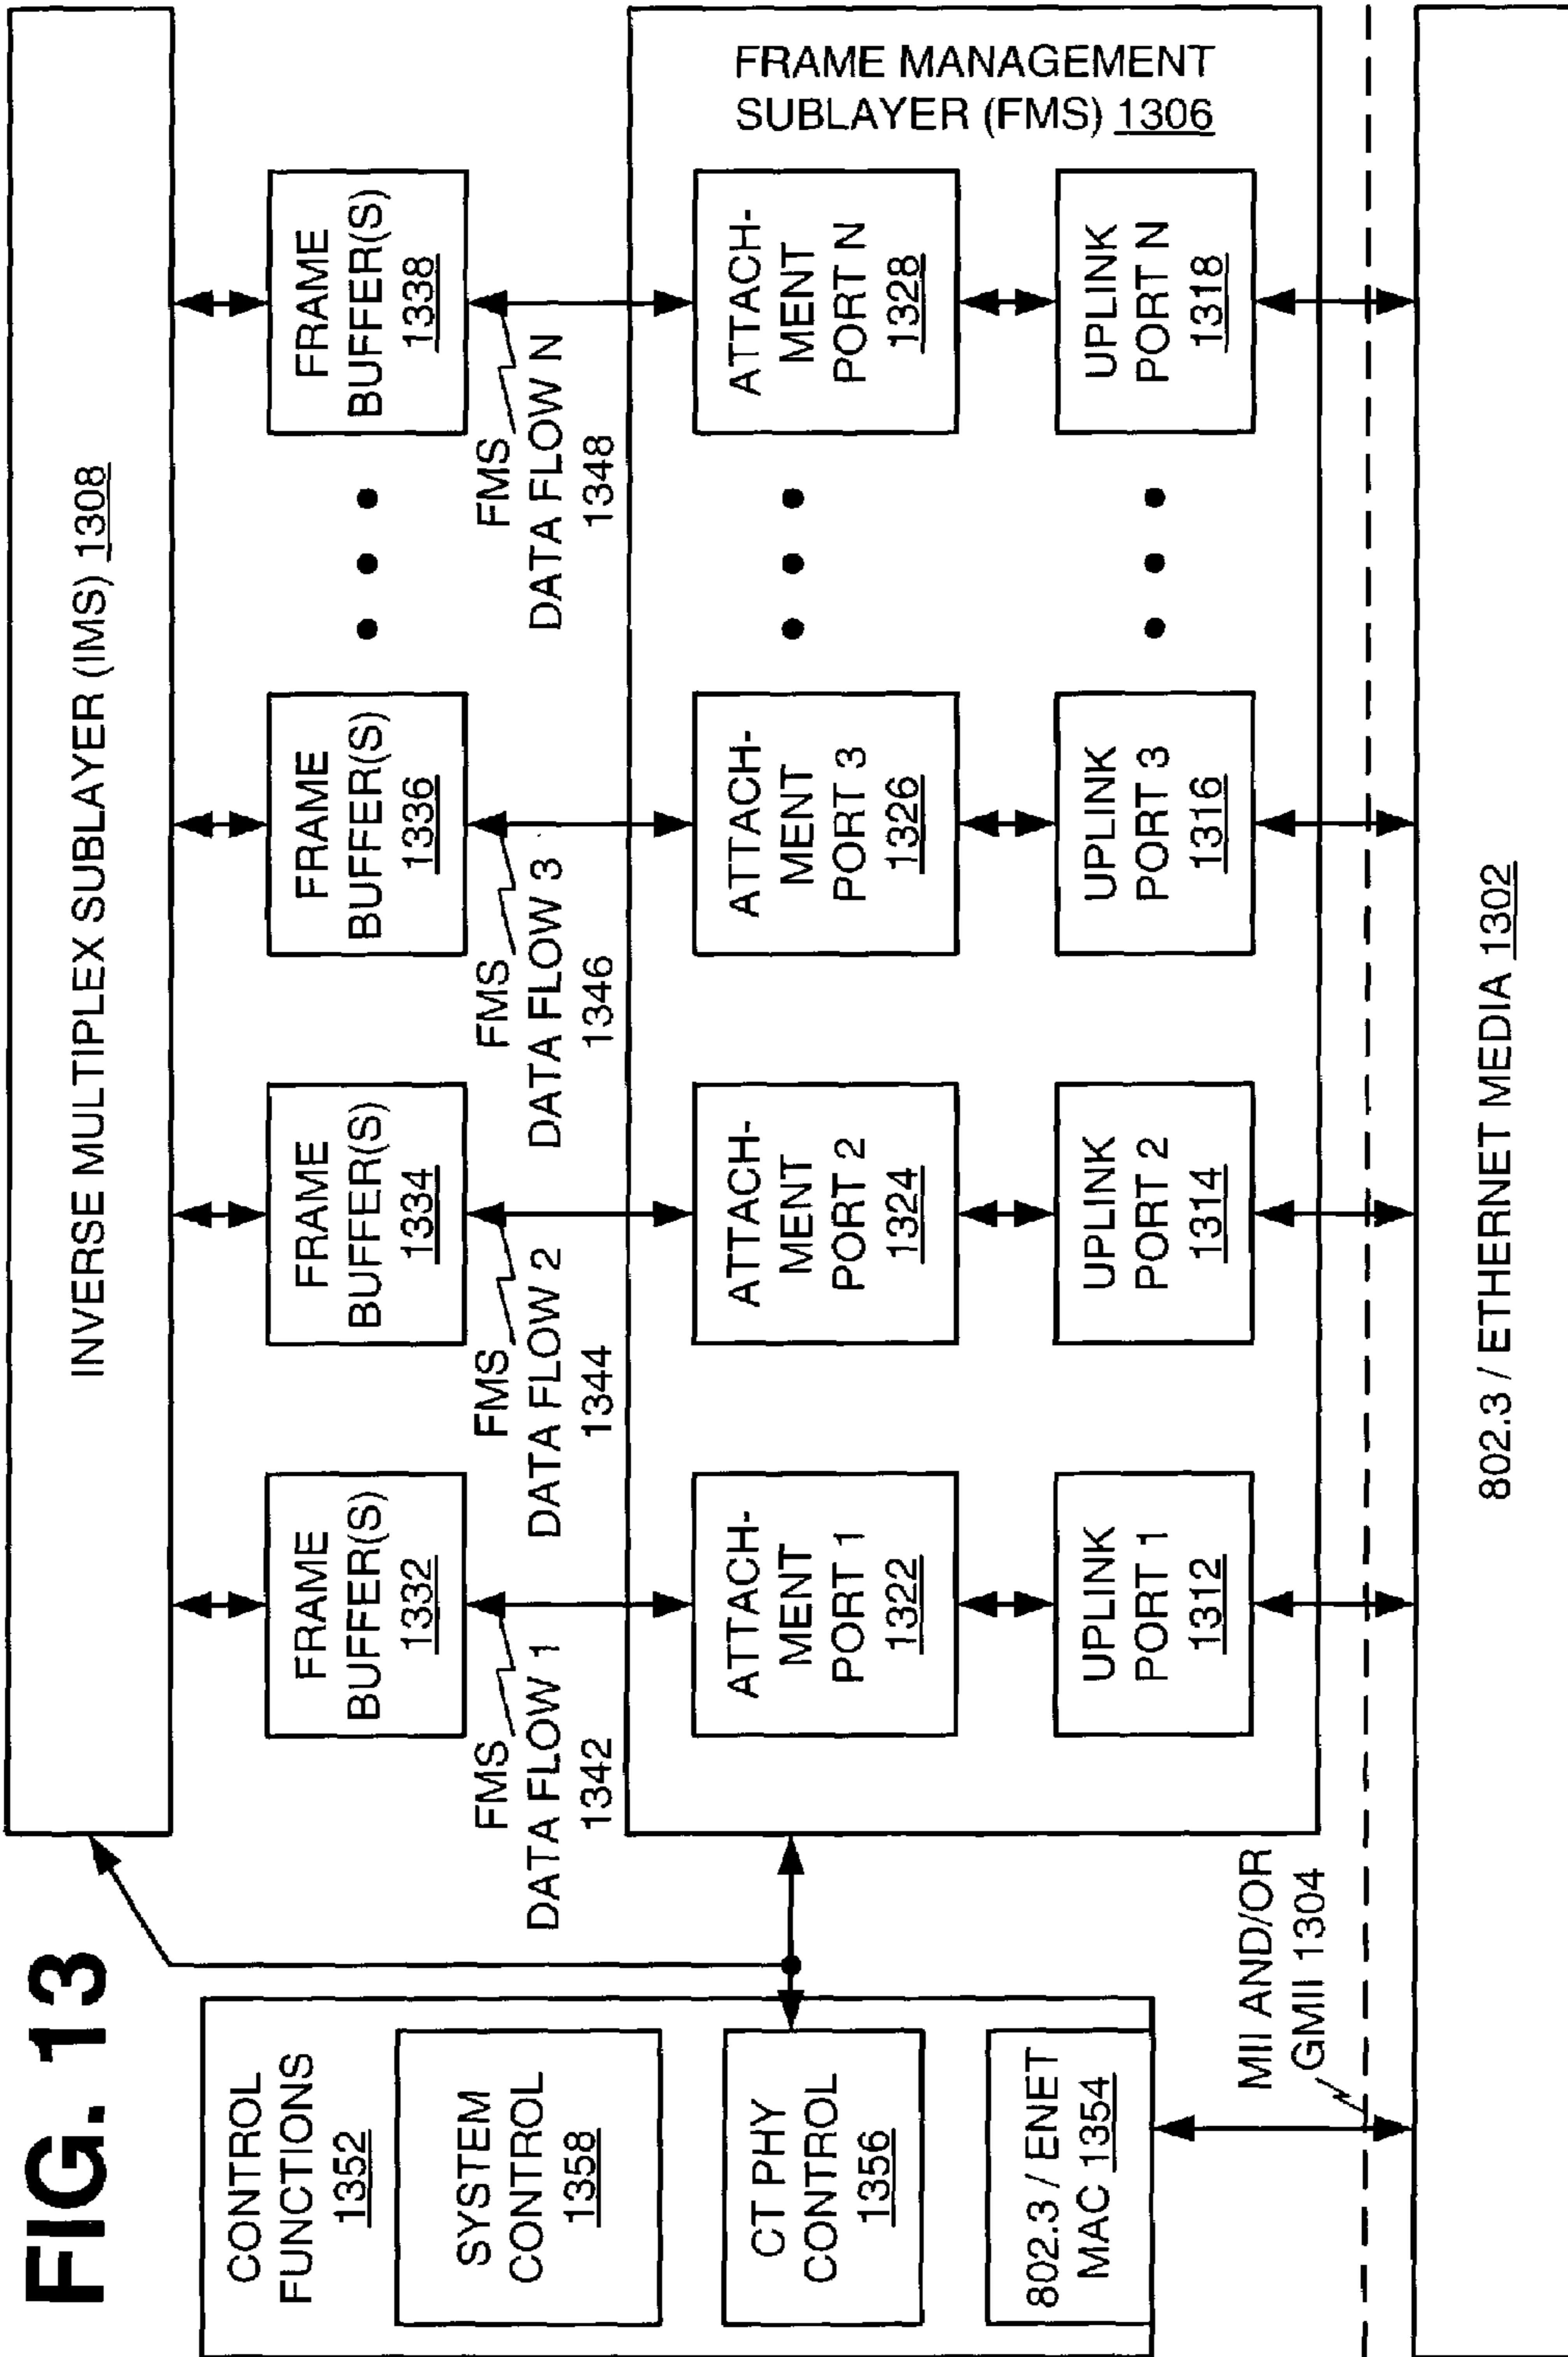 FIG. 13
INVERSE MULTIPLEX SUBLAYER (IMS) 1308
CONTROL
FUNCTIONS
1352
SYSTEM
CONTROL
1358
CT PHY
CONTROL
1356
802.3 / ENET
MAC 1354
FRAME
BUFFER(S)
1332
FRAME
BUFFER(S)
1334
FRAME
BUFFER(S)
1336
FRAME
BUFFER(S)
1338
FMS
DATA FLOW 1
1342
FMS
DATA FLOW 2
1344
FMS
DATA FLOW 3
1346
FMS
DATA FLOW N
1348
FRAME MANAGEMENT
SUBLAYER (FMS) 1306
ATTACH-
MENT
PORT 1
1322
ATTACH-
MENT
PORT 2
1324
ATTACH-
MENT
PORT 3
1326
ATTACH-
MENT
PORT N
1328
UPLINK
PORT 1
1312
UPLINK
PORT 2
1314
UPLINK
PORT 3
1316
UPLINK
PORT N
1318
MII AND/OR
GMII 1304
802.3 / ETHERNET MEDIA 1302